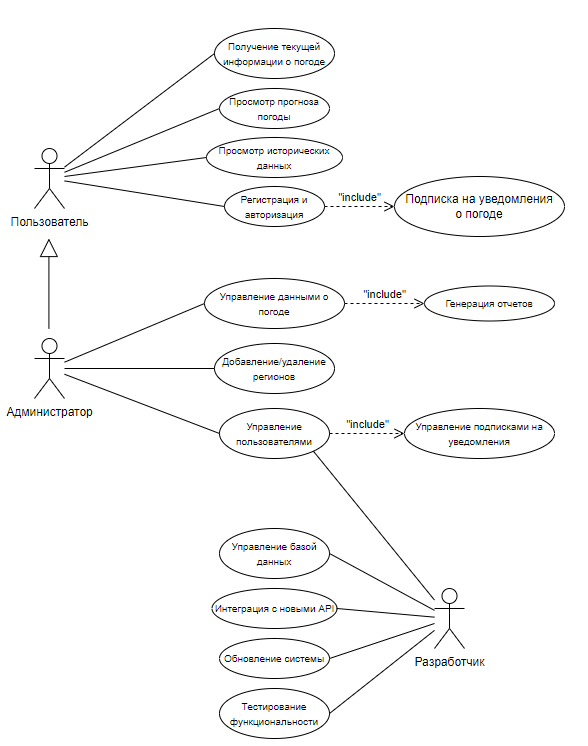 Получение текущей
информации о погоде
Просмотр прогноза
погоды
Просмотр исторических
данных
Пользователь
Регистрация и
авторизация
"include"
Подписка на уведомления
о погоде
Управление данными о
погоде
"include"
Генерация отчетов
Добавление/удаление
регионов
Администратор
Управление
пользователями
"include"
Управление подписками на
уведомления
Управление базой
данных
Интеграция с новыми API
Обновление системы
Разработчик
Тестирование
функциональности